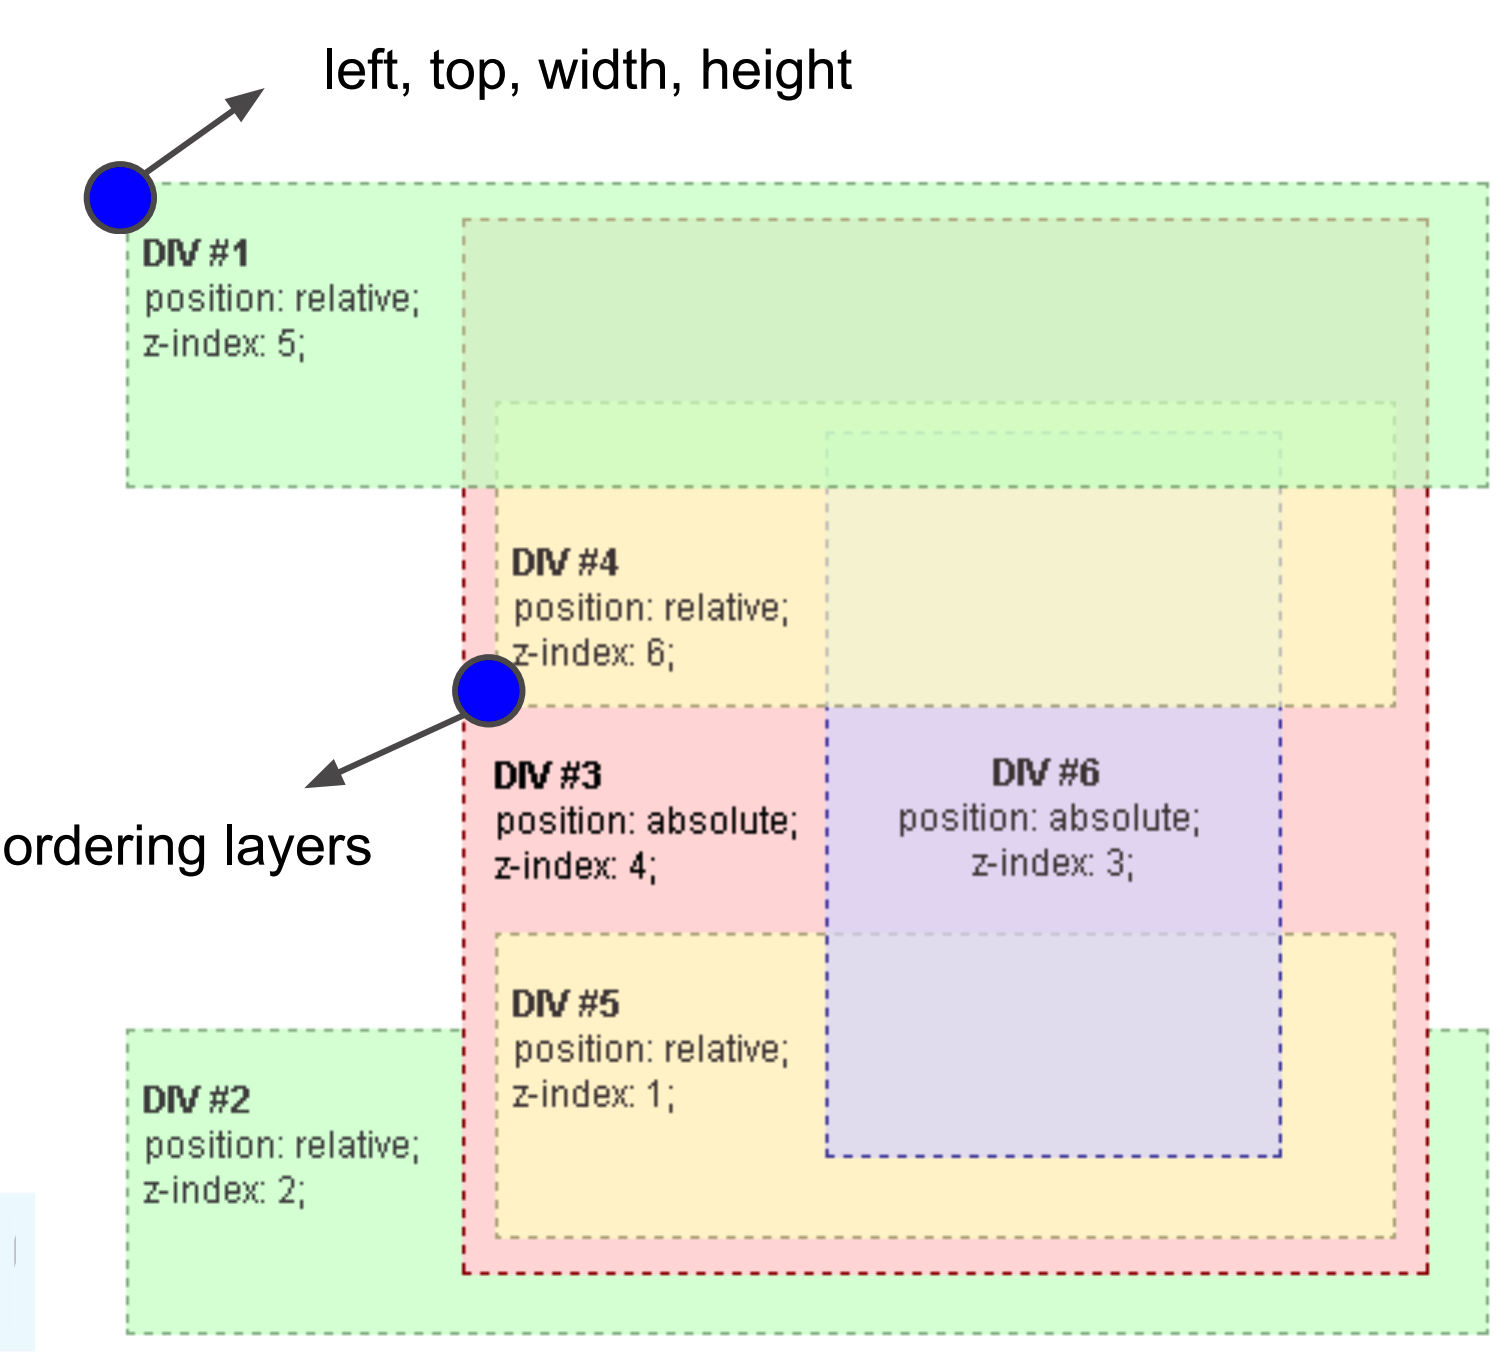 left, top, width, height
DIV #1
position: relative;
z-index: 5;
DIV #4
position: relative;
z-index: 6;
DIV #3
position: absolute;
z-index: 4;
DIV #6
position: absolute;
z-index: 3;
ordering layers
DIV #5
position: relative;
z-index: 1;
DIV #2
position: relative;
z-index: 2;